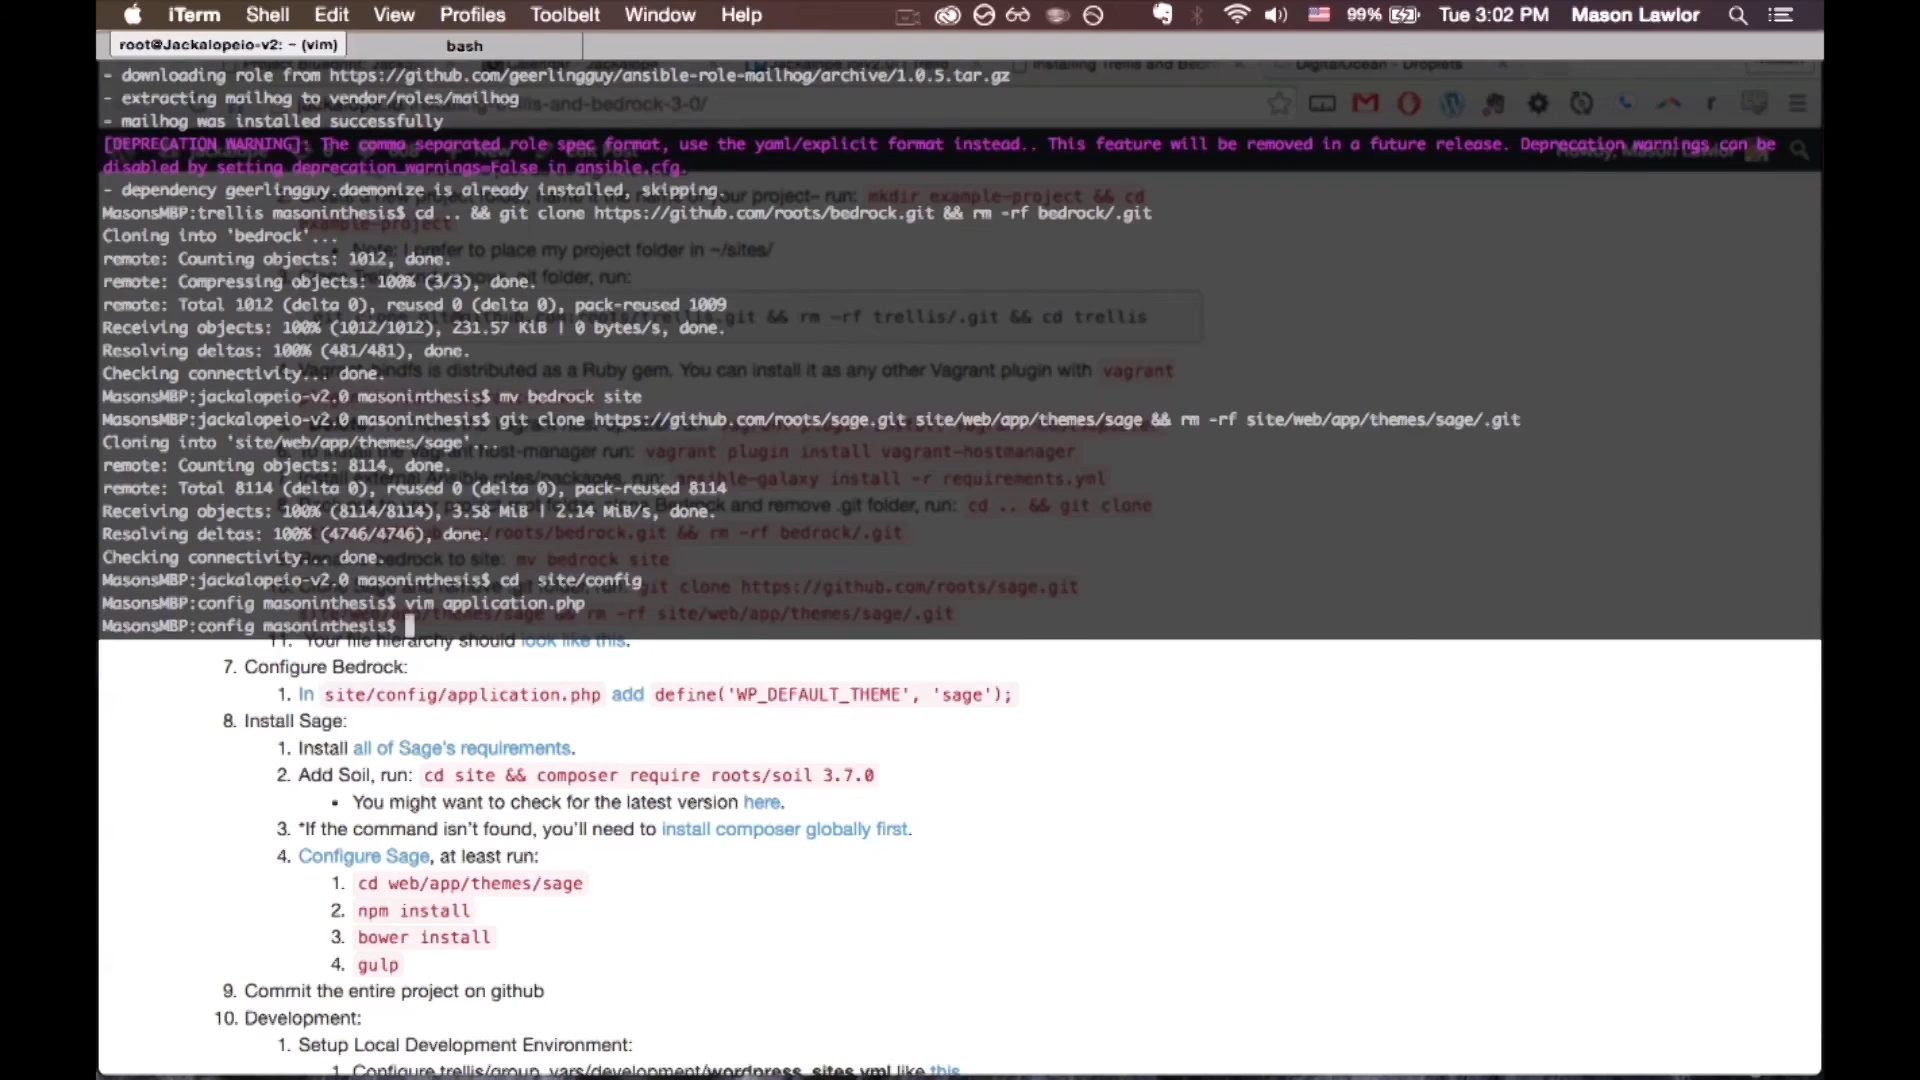 iTerm Shell Edit View Profiles Toolbelt Window Help 99% Tue 3:02 PM Mason Lawlor
root@Jackalopeio-v2: ~ (vim) bash
- downloading role from https://github.com/geerlingguy/ansible-role-mailhog/archive/1.0.5.tar.gz
- extracting mailhog to vendor/roles/mailhog
- mailhog was installed successfully
[DEPRECATION WARNING]: The comma separated role spec format, use the yaml/explicit format instead.. This feature will be removed in a future release. Deprecation warnings can be
disabled by setting deprecation_warnings=False in ansible.cfg.
- dependency geerlingguy.daemonize is already installed, skipping.
MasonsMBP:trellis masoninthesis$ cd .. && git clone https://github.com/roots/bedrock.git && rm -rf bedrock/.git
Cloning into 'bedrock'...
remote: Counting objects: 1012, done.
remote: Compressing objects: 100% (3/3), done.
remote: Total 1012 (delta 0), reused 0 (delta 0), pack-reused 1009
Receiving objects: 100% (1012/1012), 231.57 KiB | 0 bytes/s, done.
Resolving deltas: 100% (481/481), done.
Checking connectivity... done.
MasonsMBP:jackalopeio-v2.0 masoninthesis$ mv bedrock site
MasonsMBP:jackalopeio-v2.0 masoninthesis$ git clone https://github.com/roots/sage.git site/web/app/themes/sage && rm -rf site/web/app/themes/sage/.git
Cloning into 'site/web/app/themes/sage'...
remote: Counting objects: 8114, done.
remote: Total 8114 (delta 0), reused 0 (delta 0), pack-reused 8114
Receiving objects: 100% (8114/8114), 3.58 MiB | 2.14 MiB/s, done.
Resolving deltas: 100% (4746/4746), done.
Checking connectivity... done.
MasonsMBP:jackalopeio-v2.0 masoninthesis$ cd  site/config
MasonsMBP:config masoninthesis$ vim application.php
MasonsMBP:config masoninthesis$
11. Your file hierarchy should look like this.
7. Configure Bedrock:
1. In site/config/application.php add define('WP_DEFAULT_THEME', 'sage');
8. Install Sage:
1. Install all of Sage's requirements.
2. Add Soil, run: cd site && composer require roots/soil 3.7.0
▪ You might want to check for the latest version here.
3. *If the command isn't found, you'll need to install composer globally first.
4. Configure Sage, at least run:
1. cd web/app/themes/sage
2. npm install
3. bower install
4. gulp
9. Commit the entire project on github
10. Development:
1. Setup Local Development Environment:
1. Configure trellis/group_vars/development/wordpress_sites.yml like this